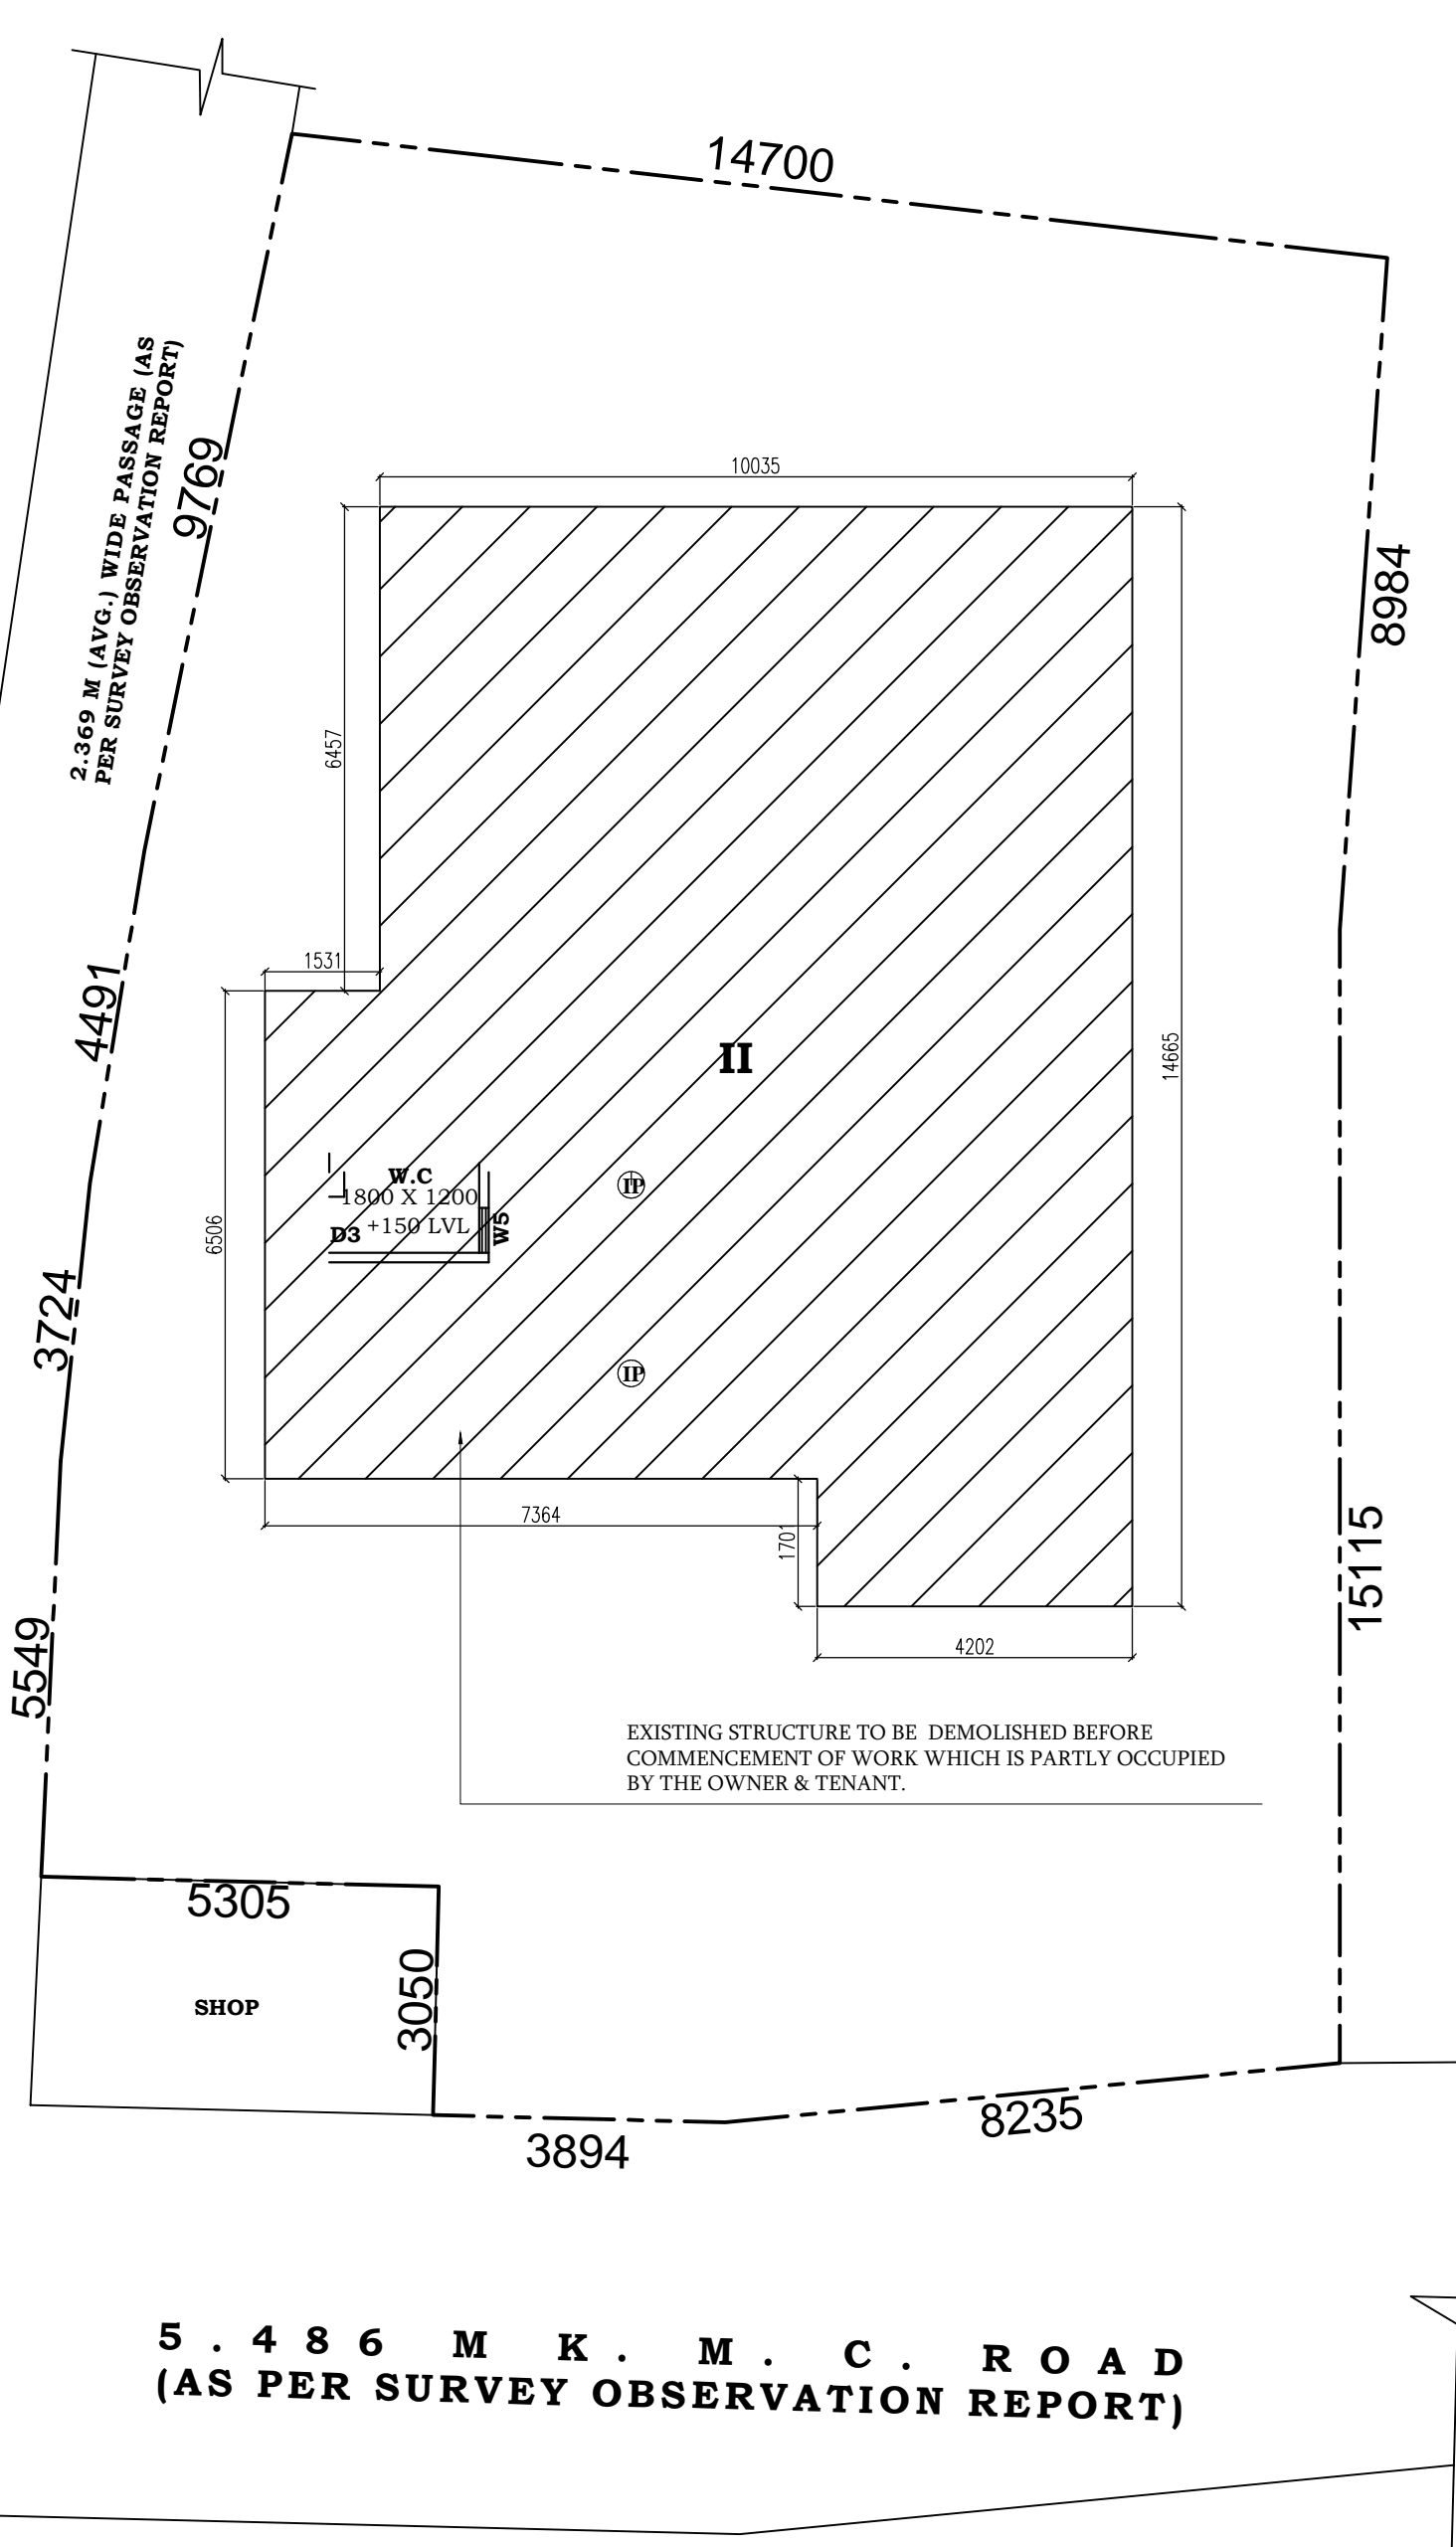 14700
2.369 M (AVG.) WIDE PASSAGE (AS
PER SURVEY OBSERVATION REPORT)
9769
10035
8984
6457
1531
4491
II
14665
W.C
1800 X 1200
+150 LVL
D3
W5
IP
6506
3724
IP
7364
1701
15115
5549
4202
EXISTING STRUCTURE TO BE DEMOLISHED BEFORE
COMMENCEMENT OF WORK WHICH IS PARTLY OCCUPIED
BY THE OWNER & TENANT.
5305
3050
SHOP
8235
3894
5.486 M K. M. C. ROAD
(AS PER SURVEY OBSERVATION REPORT)